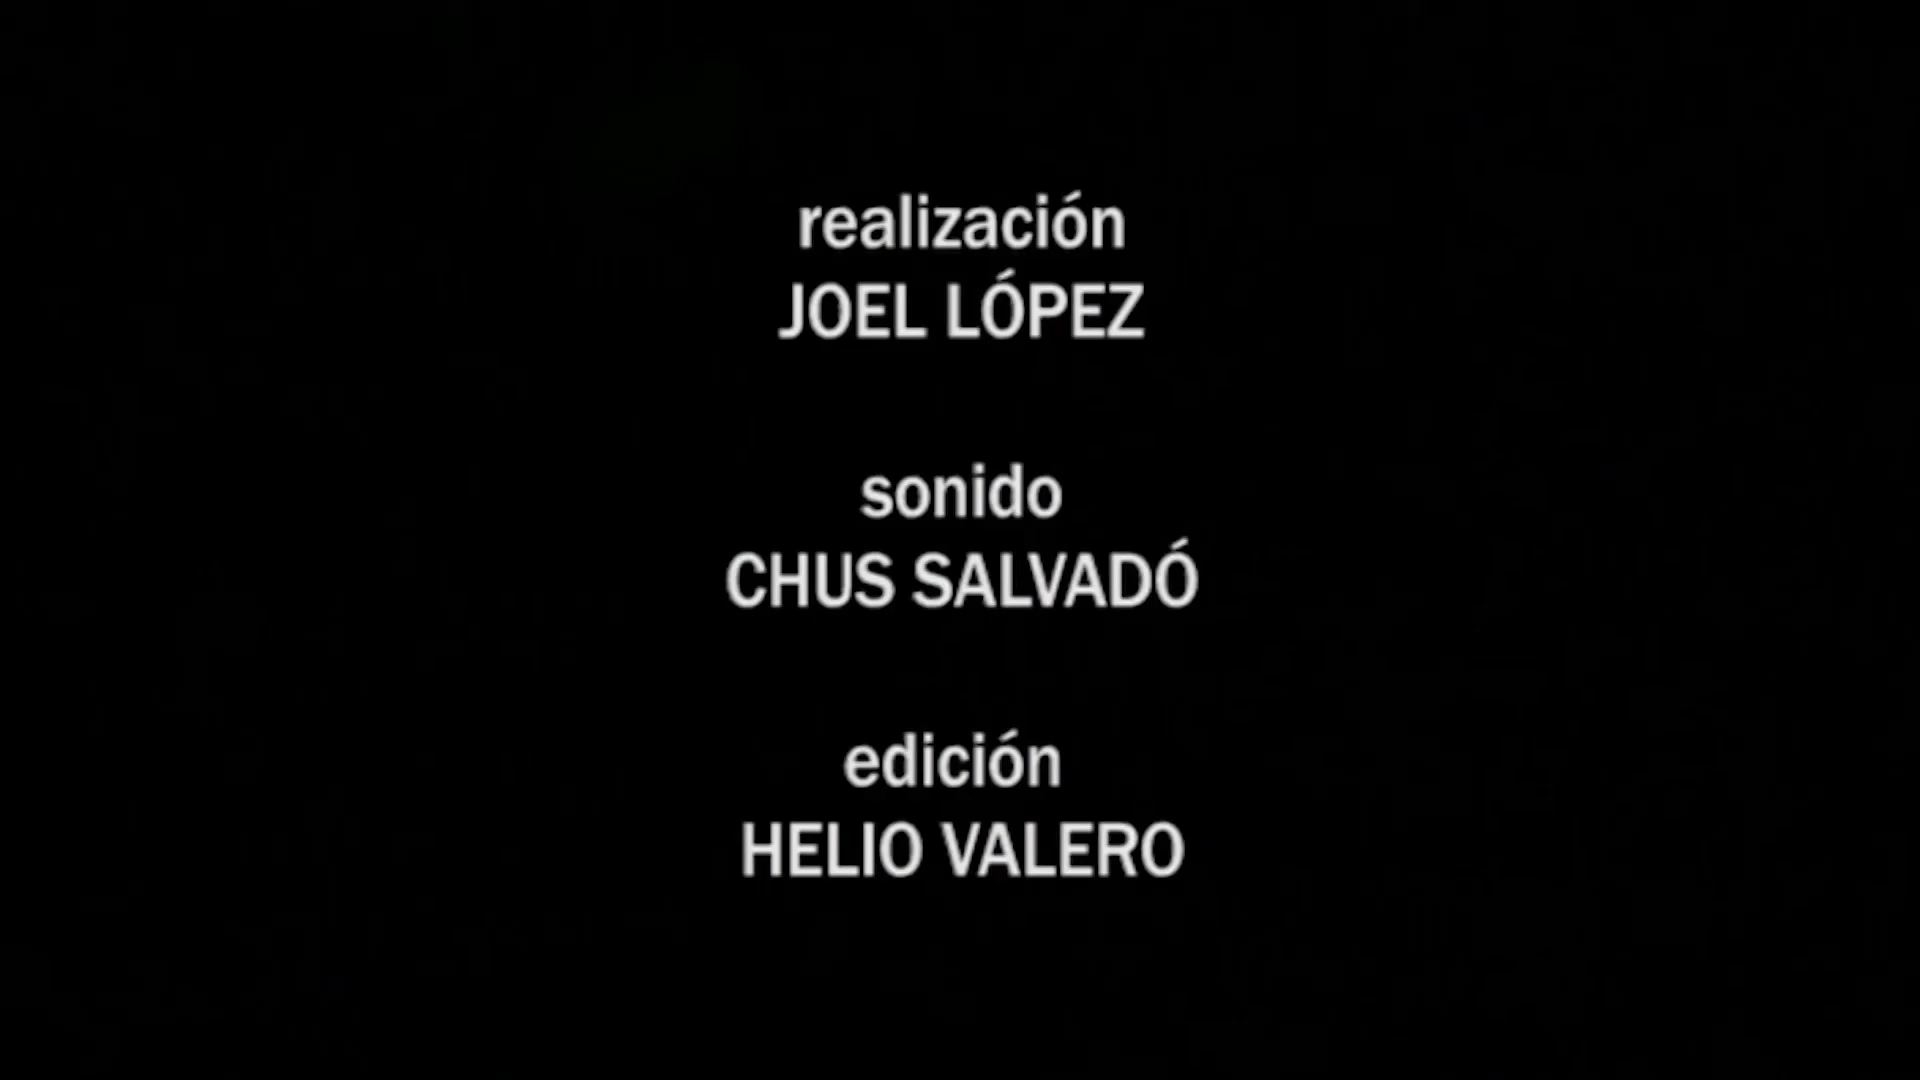 realización
JOEL LÓPEZ
sonido
CHUS SALVADÓ
edición
HELIO VALERO